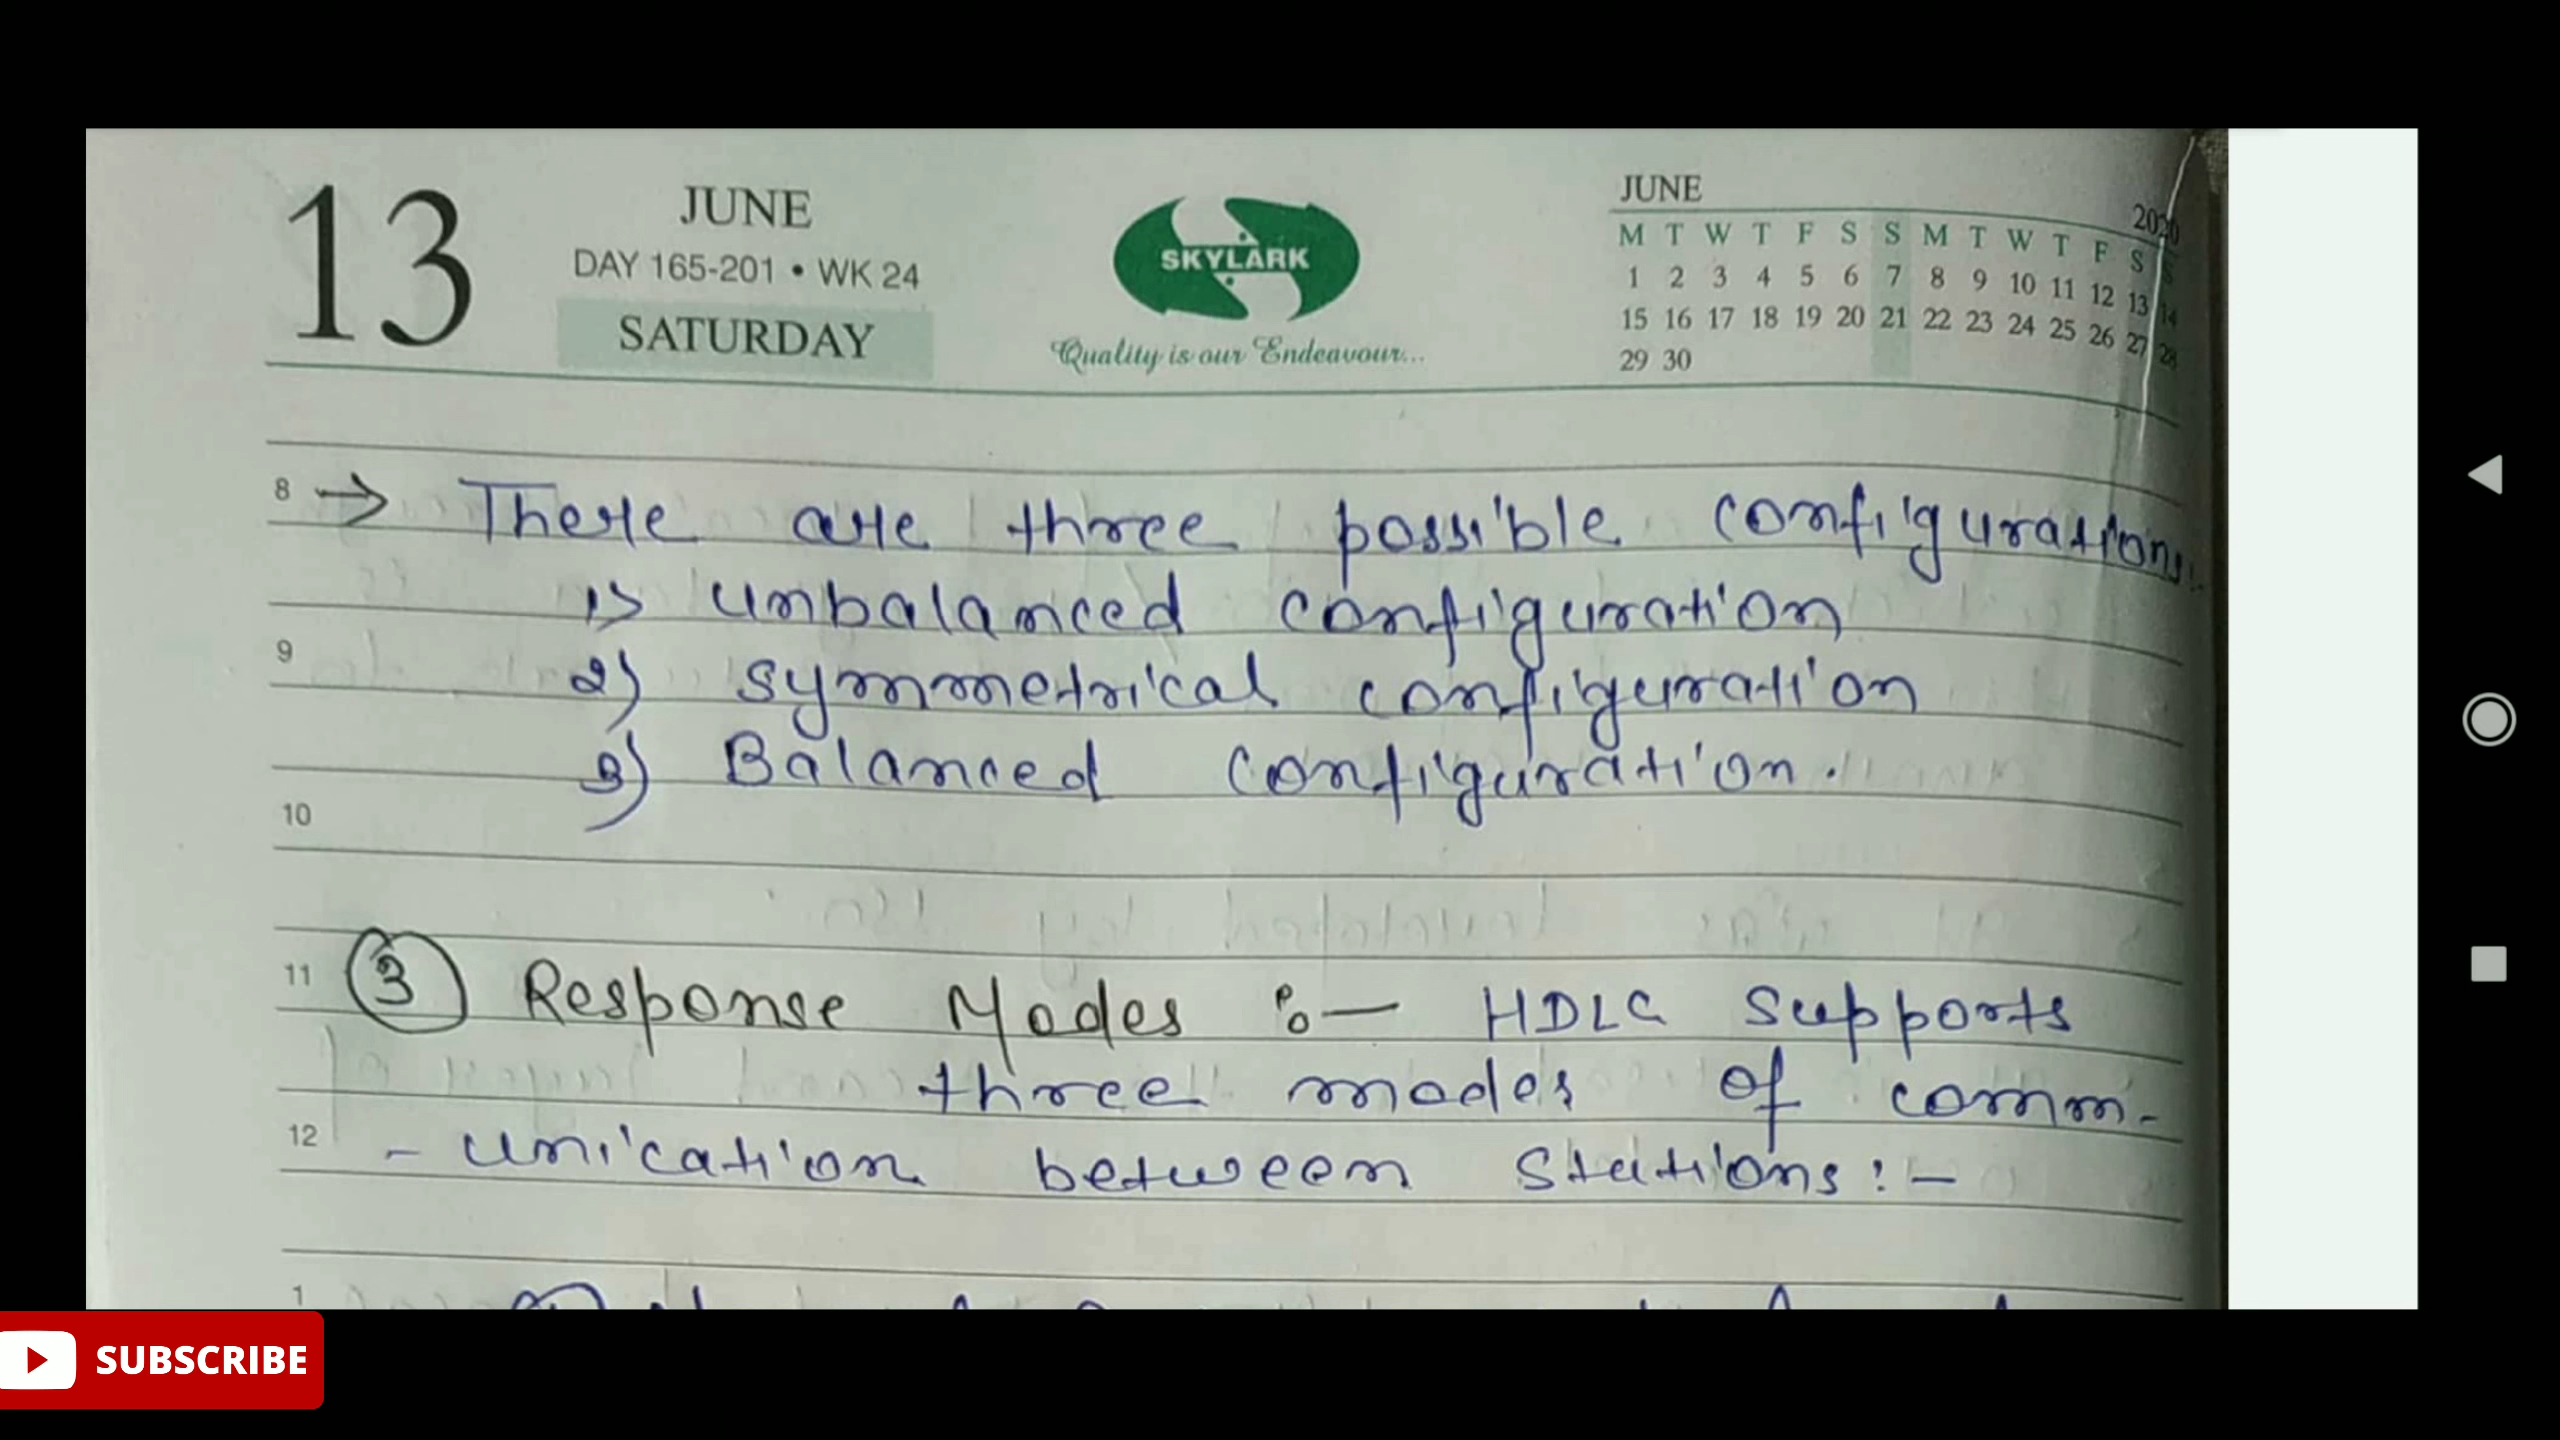 13
JUNE
DAY 165-201 • WK 24
SATURDAY
SKYLARK
Quality is our Endeavour...
JUNE 2020
M T W T F S S M T W T F S S
1 2 3 4 5 6 7 8 9 10 11 12 13 14
15 16 17 18 19 20 21 22 23 24 25 26 27 28
29 30
8 → There are three possible configurations:-
1> unbalanced configuration
9
2) symmetrical configuration
3) Balanced configuration.
10
11 3 Response Modes :- HDLC supports
three modes of comm-
12 - unication between stations:-
1
SUBSCRIBE